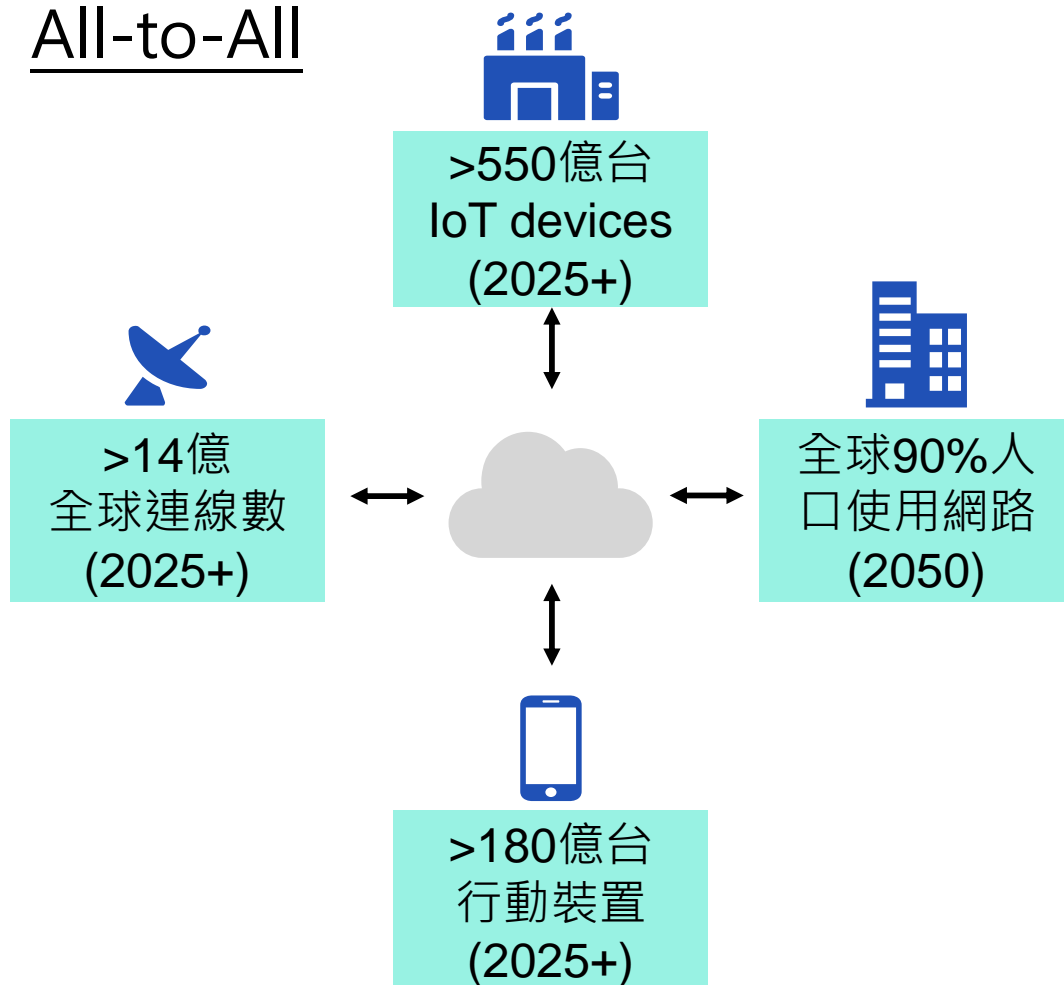 All-to-All
>550億台
IoT devices
(2025+)
>14億
全球連線數
(2025+)
全球90%人
口使用網路
(2050)
>180億台
行動裝置
(2025+)